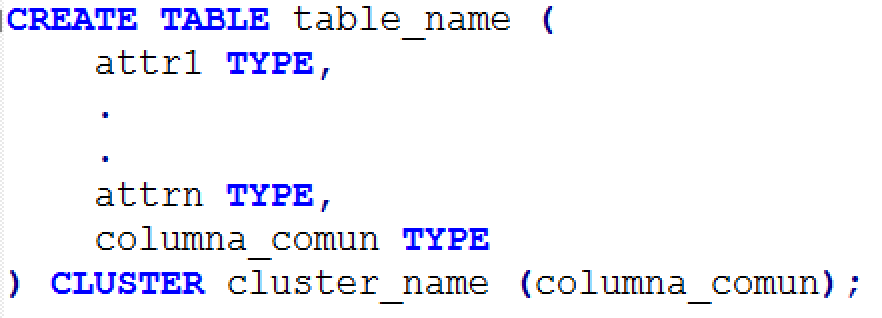 CREATE TABLE table_name (
attr1 TYPE,
.
.
attrn TYPE,
columna_comun TYPE
) CLUSTER cluster_name (columna_comun);